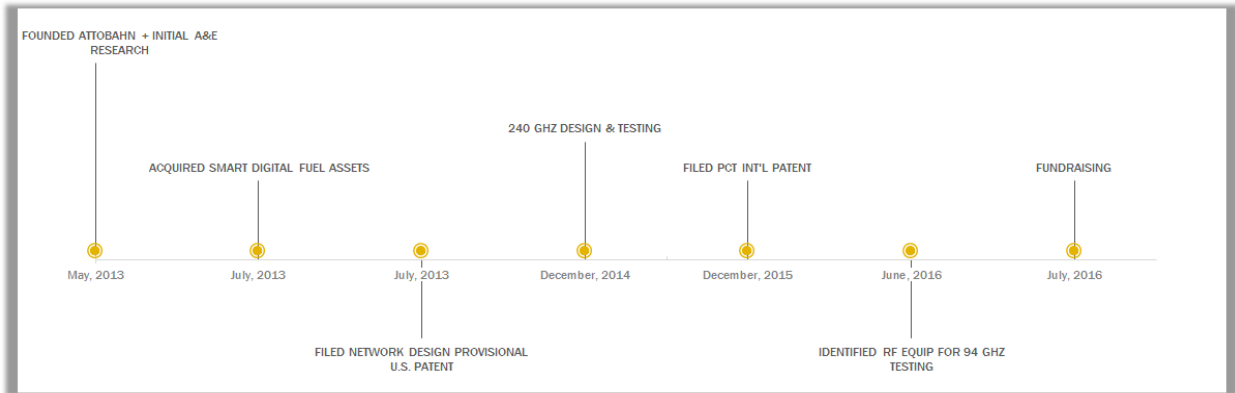 FOUNDED ATTOBAHN + INITIAL A&E
RESEARCH
240 GHZ DESIGN & TESTING
ACQUIRED SMART DIGITAL FUEL ASSETS
FILED PCT INT'L PATENT
FUNDRAISING
May, 2013
July, 2013
July, 2013
December, 2014
December, 2015
June, 2016
July, 2016
FILED NETWORK DESIGN PROVISIONAL
U.S. PATENT
IDENTIFIED RF EQUIP FOR 94 GHZ
TESTING